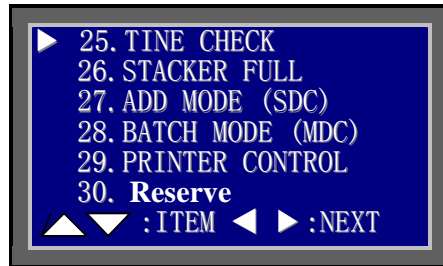 ▶ 25. TINE CHECK
26. STACKER FULL
27. ADD MODE (SDC)
28. BATCH MODE (MDC)
29. PRINTER CONTROL
30. Reserve
△▽ :ITEM ◀ ▶ :NEXT